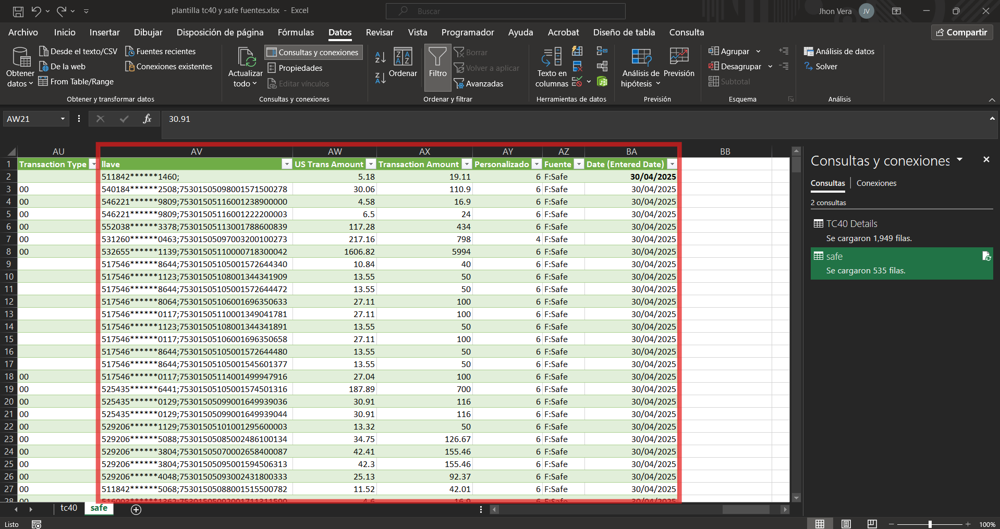 plantilla tc40 y safe fuentes.xlsx - Excel
Buscar
Jhon Vera
JV
Archivo Inicio Insertar Dibujar Disposición de página Fórmulas Datos Revisar Vista Programador Ayuda Acrobat Diseño de tabla Consulta
Compartir
Obtener datos
Desde el texto/CSV
De la web
From Table/Range
Fuentes recientes
Conexiones existentes
Obtener y transformar datos
Actualizar todo
Consultas y conexiones
Propiedades
Editar vínculos
Consultas y conexiones
Ordenar
Filtro
Borrar
Volver a aplicar
Avanzadas
Ordenar y filtrar
Texto en columnas
Herramientas de datos
Análisis de hipótesis
Previsión
Previsión
Agrupar
Desagrupar
Subtotal
Esquema
Análisis de datos
Solver
Análisis
AW21
fx
30.91
AU AV AW AX AY AZ BA BB
1 Transaction Type llave US Trans Amount Transaction Amount Personalizado Fuente Date (Entered Date)
2 511842******1460; 5.18 19.11 6 F:Safe 30/04/2025
3 00 540184******2508;75301505098001571500278 30.06 110.9 6 F:Safe 30/04/2025
4 00 546221******9809;75301505116001238900000 4.58 16.9 6 F:Safe 30/04/2025
5 00 546221******9809;75301505116001222200003 6.5 24 6 F:Safe 30/04/2025
6 00 552038******3378;75301505113001788600839 117.28 434 6 F:Safe 30/04/2025
7 00 531260******0463;75301505097003200100273 217.16 798 4 F:Safe 30/04/2025
8 00 532655******1139;75301505110000718300042 1606.82 5994 6 F:Safe 30/04/2025
9 517546******8644;75301505105001572644340 10.84 40 6 F:Safe 30/04/2025
10 517546******1123;75301505108001344341909 13.55 50 6 F:Safe 30/04/2025
11 517546******8644;75301505105001572644472 13.55 50 6 F:Safe 30/04/2025
12 517546******8064;75301505106001696350633 27.11 100 6 F:Safe 30/04/2025
13 517546******0117;75301505110001349041781 27.11 100 6 F:Safe 30/04/2025
14 517546******1123;75301505108001344341891 13.55 50 6 F:Safe 30/04/2025
15 517546******0117;75301505106001696350658 27.11 100 6 F:Safe 30/04/2025
16 517546******8644;75301505105001572644480 13.55 50 6 F:Safe 30/04/2025
17 517546******8644;75301505105001545601377 13.55 50 6 F:Safe 30/04/2025
18 00 517546******0117;75301505114001499947916 27.04 100 6 F:Safe 30/04/2025
19 00 525435******6441;75301505105001574501316 187.89 700 6 F:Safe 30/04/2025
20 00 525435******0129;75301505099001649939036 30.91 116 6 F:Safe 30/04/2025
21 00 525435******0129;75301505099001649939044 30.91 116 6 F:Safe 30/04/2025
22 00 529206******1129;75301505101001295600003 13.32 50 6 F:Safe 30/04/2025
23 00 529206******5088;75301505085002486100134 34.75 126.67 6 F:Safe 30/04/2025
24 00 529206******3804;75301505070002658400087 42.41 155.46 6 F:Safe 30/04/2025
25 00 529206******3804;75301505095001594506313 42.3 155.46 6 F:Safe 30/04/2025
26 00 529206******4048;75301505093002431800333 25.13 92.37 6 F:Safe 30/04/2025
27 00 511842******5068;75301505088001515500782 11.52 42.01 6 F:Safe 30/04/2025
28 00
Consultas y conexiones
Consultas Conexiones
2 consultas
TC40 Details
Se cargaron 1,949 filas.
safe
Se cargaron 535 filas.
tc40 safe
Listo
100%